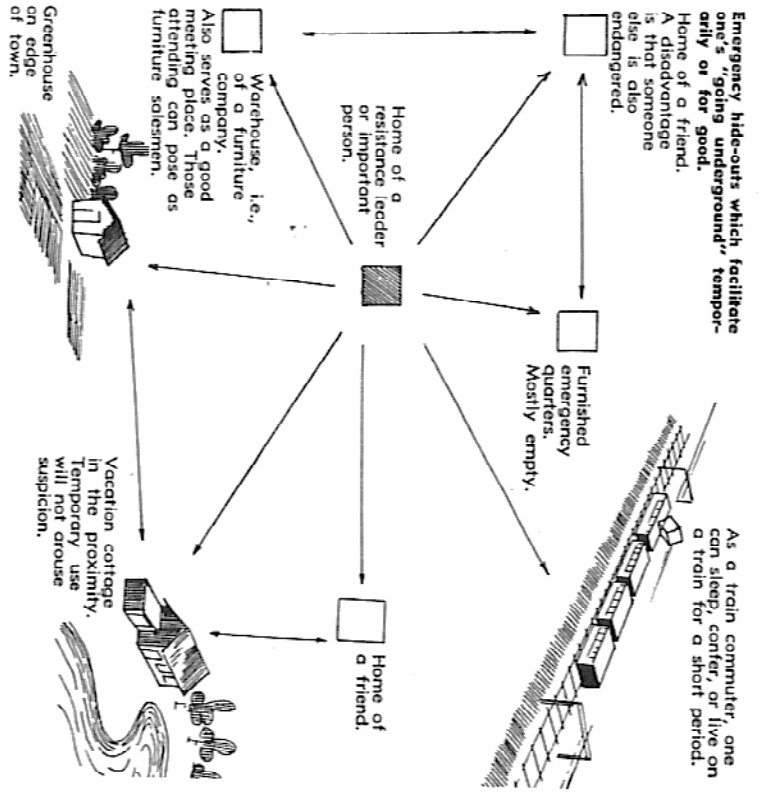 Emergency hide-outs which facilitate
one's "going underground" tempor-
arily or for good.
Home of a friend.
A disadvantage
is that someone
else is also
endangered.
Furnished
emergency
quarters.
Mostly empty.
As a train commuter, one
can sleep, confer, or live on
a train for a short period.
Home of a
resistance leader
or important
person.
Warehouse, i.e.,
of a furniture
company.
Also serves as a good
meeting place. Those
attending can pose as
furniture salesmen.
Home of
a friend.
Greenhouse
on edge
of town.
Vacation cottage
in the proximity.
Temporary use
will not arouse
suspicion.